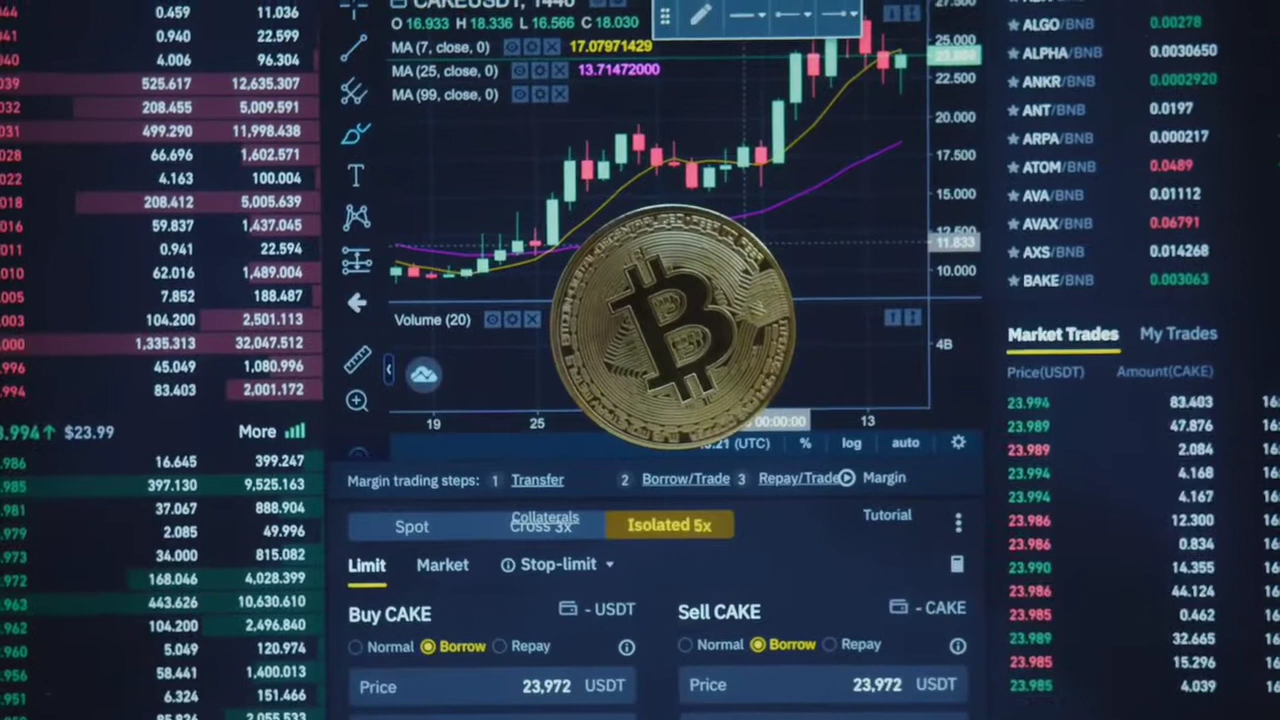 0.459 11.036
0.940 22.599
4.006 96.304
525.617 12,635.307
208.455 5,009.591
499.290 11,998.438
66.696 1,602.571
4.163 100.004
208.412 5,005.639
59.837 1,437.045
0.941 22.594
62.016 1,489.004
7.852 188.487
104.200 2,501.113
1,335.313 32,047.512
45.049 1,080.996
83.403 2,001.172
3.994↑ $23.99 More
16.645 399.247
397.130 9,525.163
37.067 888.904
2.085 49.996
34.000 815.082
168.046 4,028.399
443.626 10,630.610
104.200 2,496.840
5.049 120.974
58.441 1,400.013
6.324 151.466
O 16.933 H 18.336 L 16.566 C 18.030
MA (7, close, 0) 17.07971429
MA (25, close, 0) 13.71472000
MA (99, close, 0)
25.000
22.500
20.000
17.500
15.000
12.500
11.833
10.000
Volume (20)
4B
19 25 00:00:00 13
(UTC) % log auto
Margin trading steps: 1 Transfer 2 Borrow/Trade 3 Repay/Trade Margin
Collaterals Tutorial
Spot Cross 3x Isolated 5x
Limit Market Stop-limit
Buy CAKE - USDT
Normal Borrow Repay
Price 23,972 USDT
Sell CAKE - CAKE
Normal Borrow Repay
Price 23,972 USDT
ALGO/BNB 0.00278
ALPHA/BNB 0.0030650
ANKR/BNB 0.0002920
ANT/BNB 0.0197
ARPA/BNB 0.000217
ATOM/BNB 0.0489
AVA/BNB 0.01112
AVAX/BNB 0.06791
AXS/BNB 0.014268
BAKE/BNB 0.003063
Market Trades My Trades
Price(USDT) Amount(CAKE)
23.994 83.403
23.989 47.876
23.989 2.084
23.994 4.168
23.994 4.167
23.986 12.300
23.986 0.834
23.990 14.355
23.986 44.124
23.985 0.462
23.989 32.665
23.985 15.296
23.985 4.039